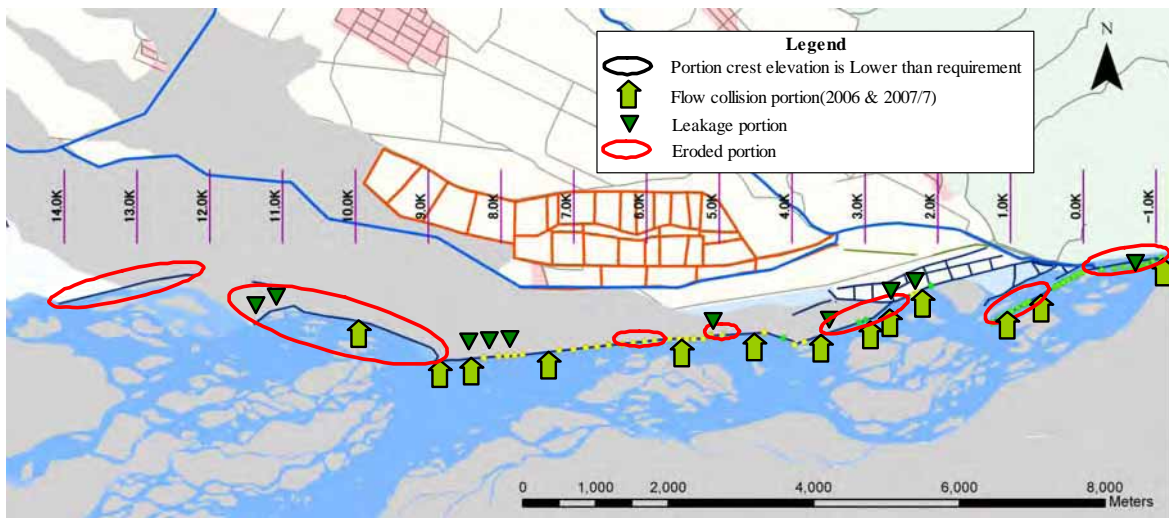 Legend
Portion crest elevation is Lower than requirement
Flow collision portion(2006 & 2007/7)
Leakage portion
Eroded portion
N
14.0K
13.0K
12.0K
11.0K
10.0K
9.0K
8.0K
7.0K
6.0K
5.0K
4.0K
3.0K
2.0K
1.0K
0.0K
-1.0K
0 1,000 2,000 4,000 6,000 8,000
Meters